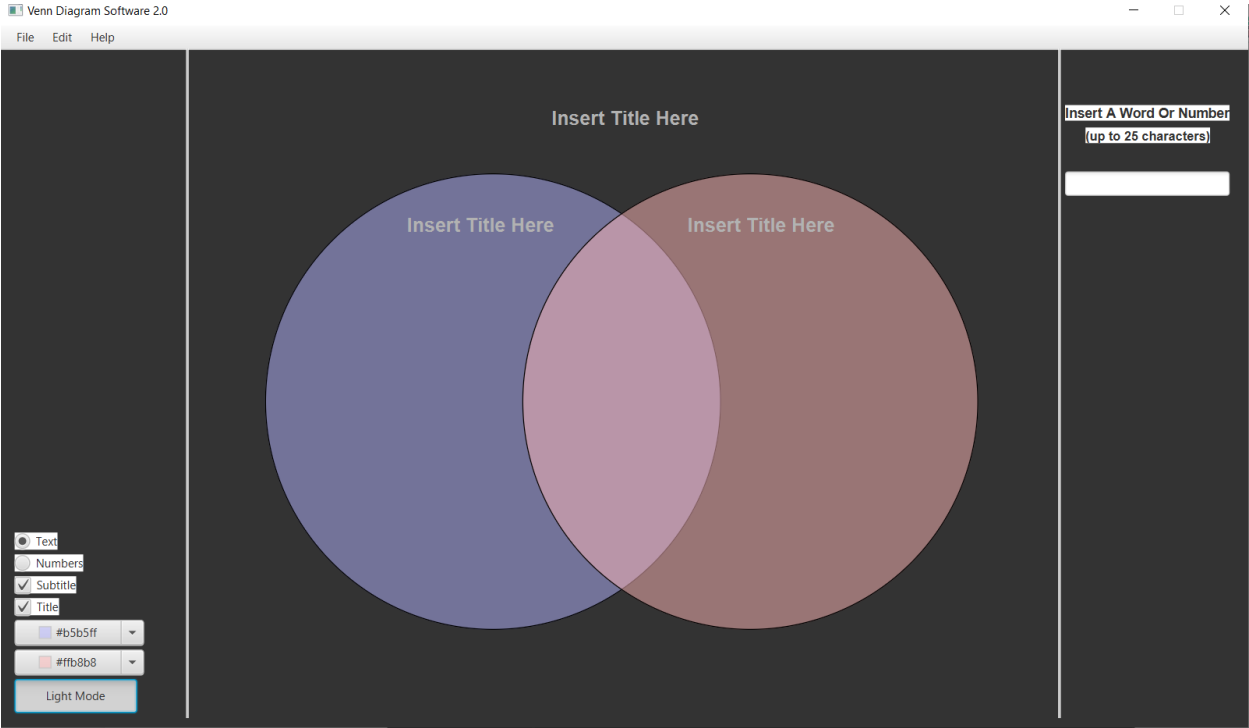 Venn Diagram Software 2.0
File Edit Help
Insert Title Here
Insert A Word Or Number
(up to 25 characters)
Insert Title Here Insert Title Here
Text
Numbers
Subtitle
Title
#b5b5ff
#ffb8b8
Light Mode